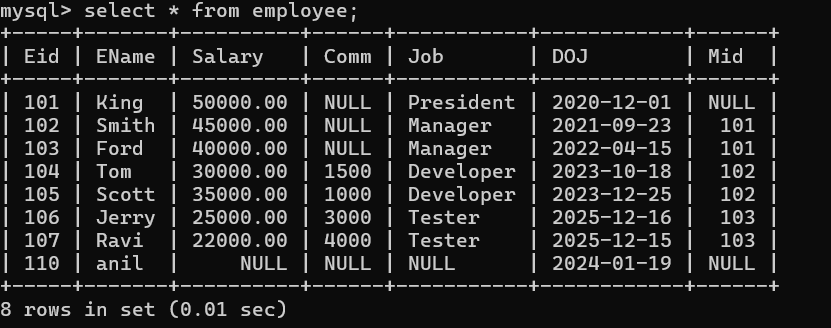 mysql> select * from employee;
+-----+-------+----------+------+-----------+------------+------+
| Eid | EName | Salary   | Comm | Job       | DOJ        | Mid  |
+-----+-------+----------+------+-----------+------------+------+
| 101 | King  | 50000.00 | NULL | President | 2020-12-01 | NULL |
| 102 | Smith | 45000.00 | NULL | Manager   | 2021-09-23 |  101 |
| 103 | Ford  | 40000.00 | NULL | Manager   | 2022-04-15 |  101 |
| 104 | Tom   | 30000.00 | 1500 | Developer | 2023-10-18 |  102 |
| 105 | Scott | 35000.00 | 1000 | Developer | 2023-12-25 |  102 |
| 106 | Jerry | 25000.00 | 3000 | Tester    | 2025-12-16 |  103 |
| 107 | Ravi  | 22000.00 | 4000 | Tester    | 2025-12-15 |  103 |
| 110 | anil  |     NULL | NULL | NULL      | 2024-01-19 | NULL |
+-----+-------+----------+------+-----------+------------+------+
8 rows in set (0.01 sec)